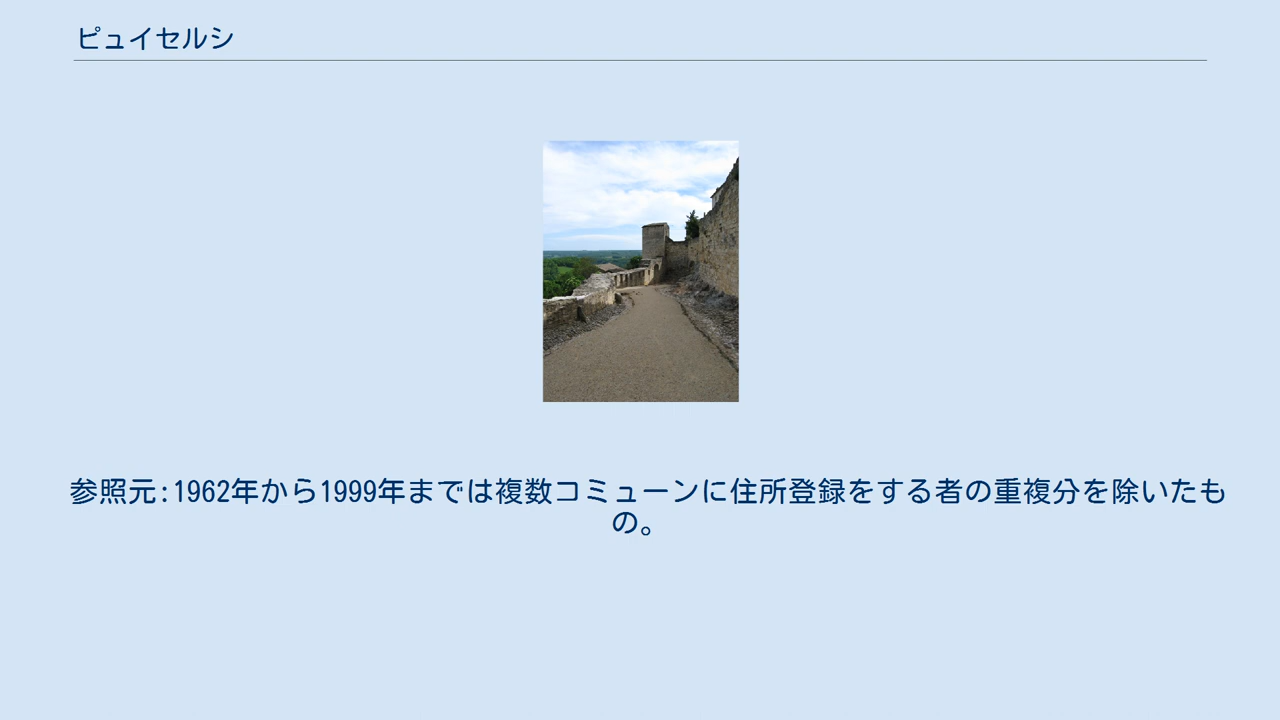 ピュイセルシ
参照元:1962年から1999年までは複数コミューンに住所登録をする者の重複分を除いたも
の。